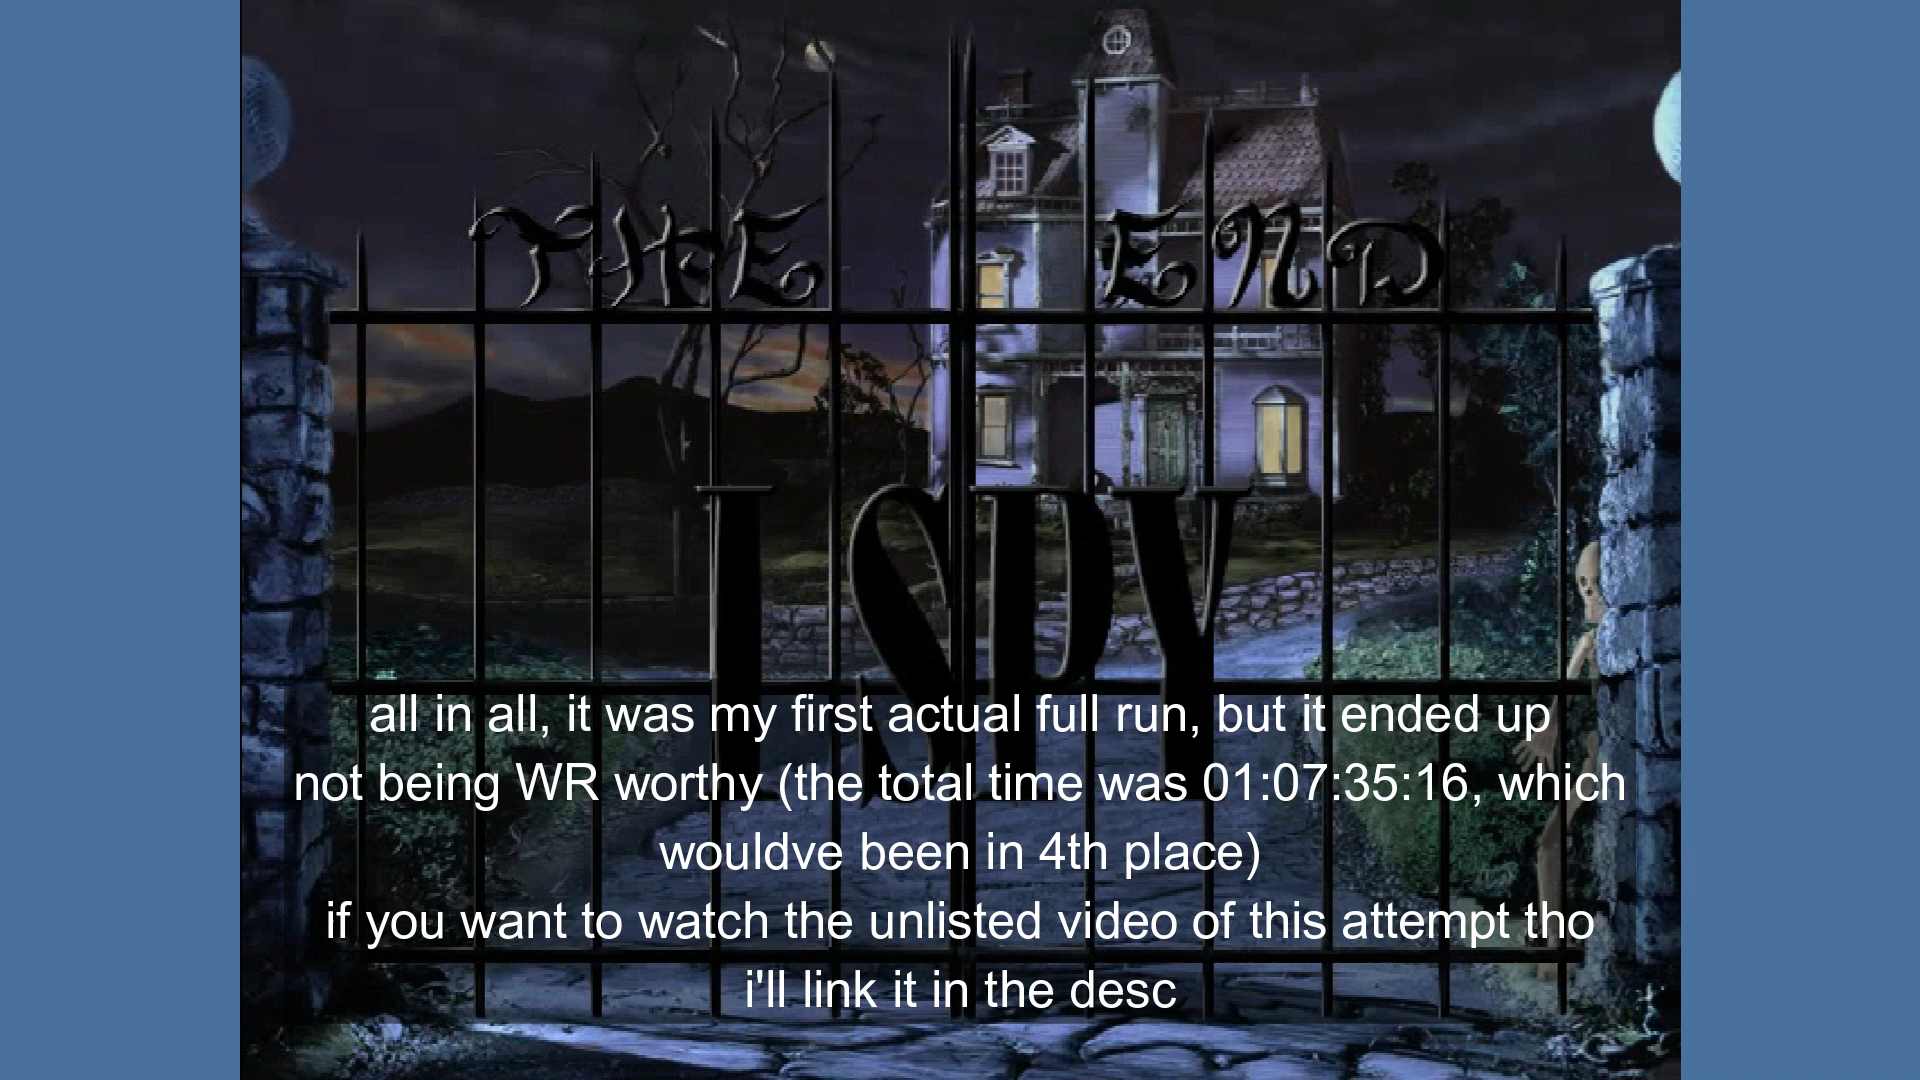 THE END
I SPY
all in all, it was my first actual full run, but it ended up
not being WR worthy (the total time was 01:07:35:16, which
wouldve been in 4th place)
if you want to watch the unlisted video of this attempt tho
i'll link it in the desc